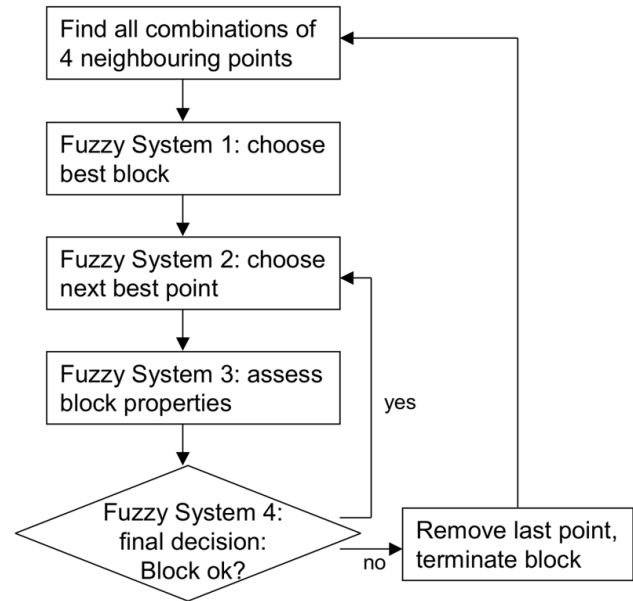 Find all combinations of
4 neighbouring points
Fuzzy System 1: choose
best block
Fuzzy System 2: choose
next best point
Fuzzy System 3: assess
block properties
yes
Fuzzy System 4:
final decision:
Block ok?
no
Remove last point,
terminate block